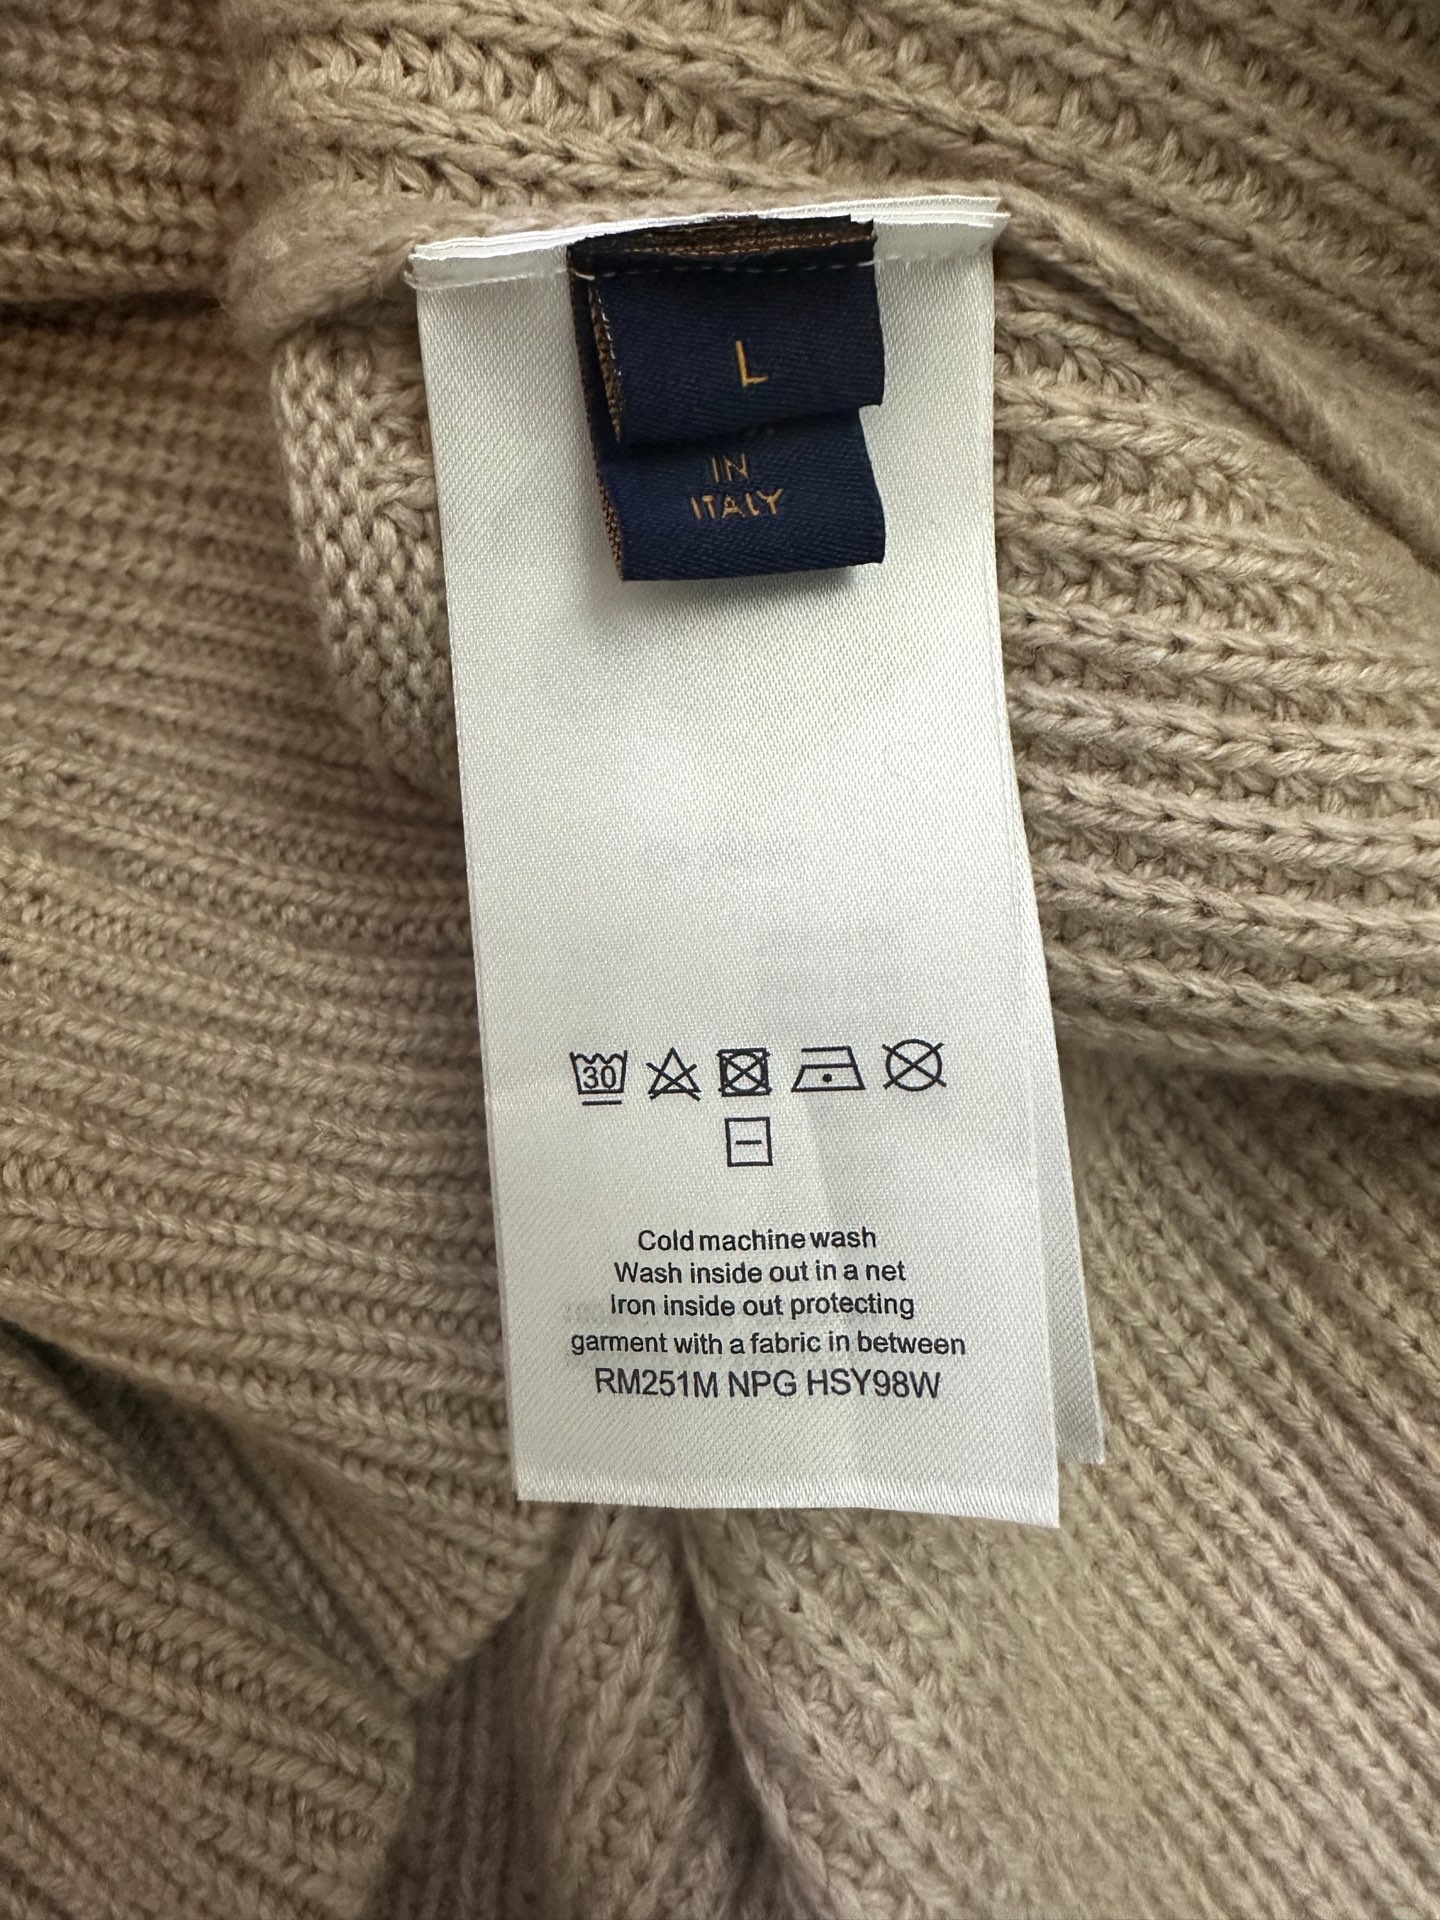 L
IN
ITALY
30
Cold machine wash
Wash inside out in a net
Iron inside out protecting
garment with a fabric in between
RM251M NPG HSY98W